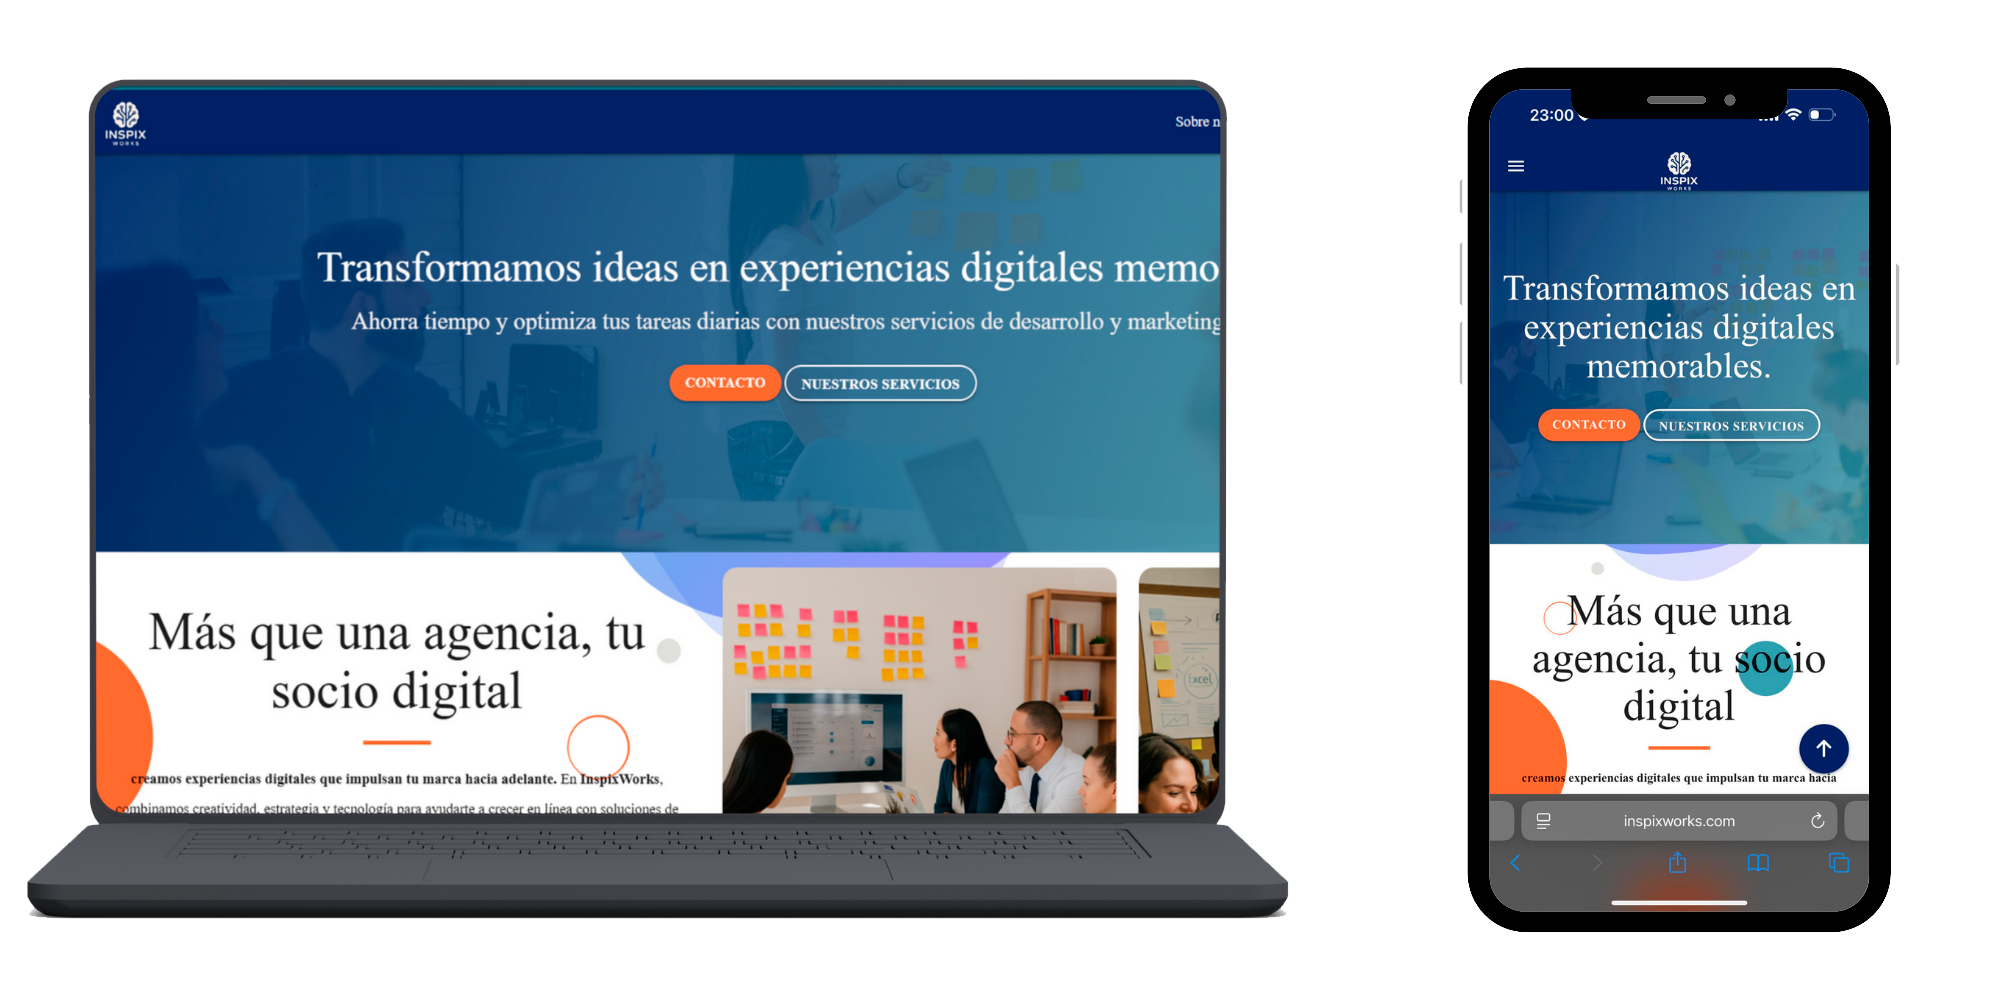 INSPIX
WORKS
Sobre n
Transformamos ideas en experiencias digitales memo
Ahorra tiempo y optimiza tus tareas diarias con nuestros servicios de desarrollo y marketing
CONTACTO
NUESTROS SERVICIOS
Más que una agencia, tu
socio digital
creamos experiencias digitales que impulsan tu marca hacia adelante. En InspixWorks,
combinamos creatividad, estrategia y tecnología para ayudarte a crecer en línea con soluciones de
Excel
23:00
INSPIX
WORKS
Transformamos ideas en
experiencias digitales
memorables.
CONTACTO
NUESTROS SERVICIOS
Más que una
agencia, tu socio
digital
creamos experiencias digitales que impulsan tu marca hacia
inspixworks.com